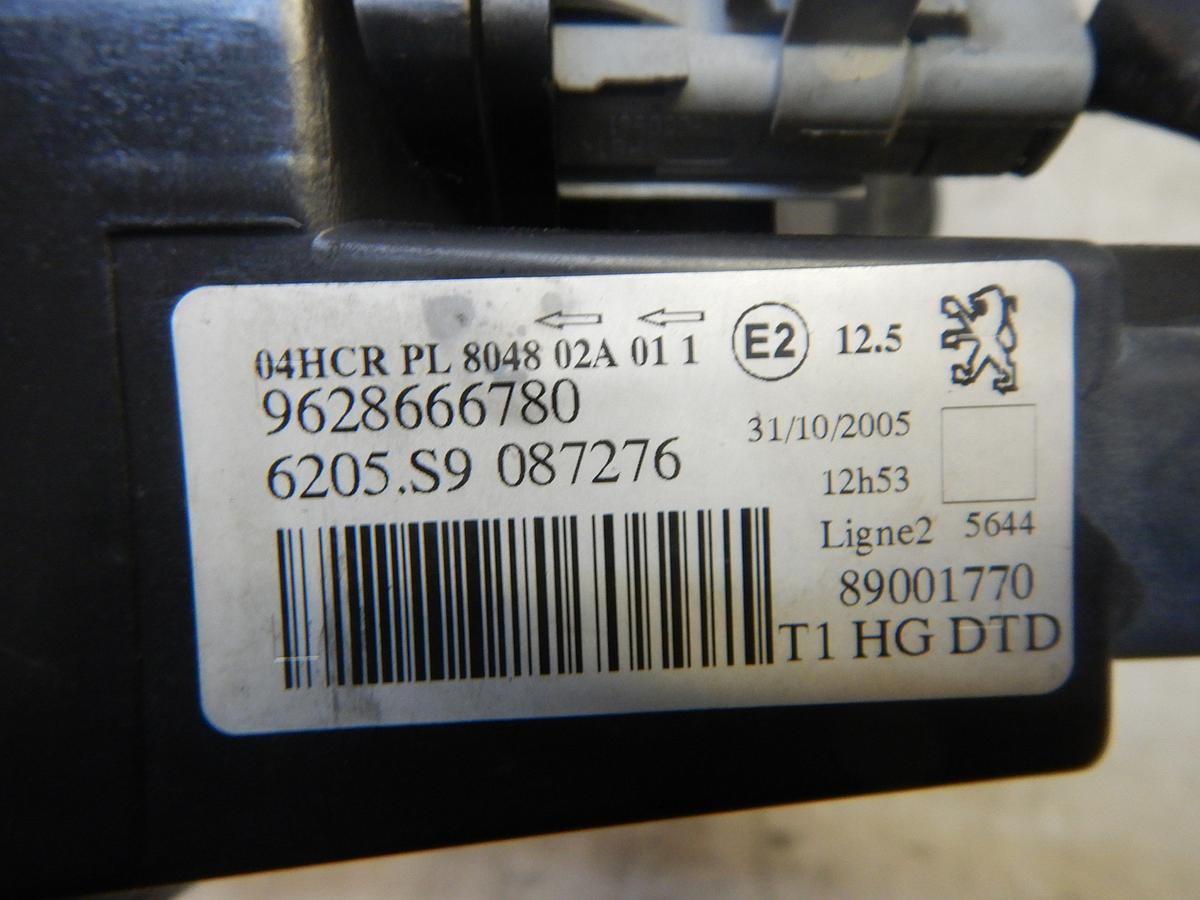 04HCR PL 8048 02A 01 1 E2 12.5
9628666780
31/10/2005
6205.S9 087276
12h53
Ligne2 5644
89001770
T1 HG DTD